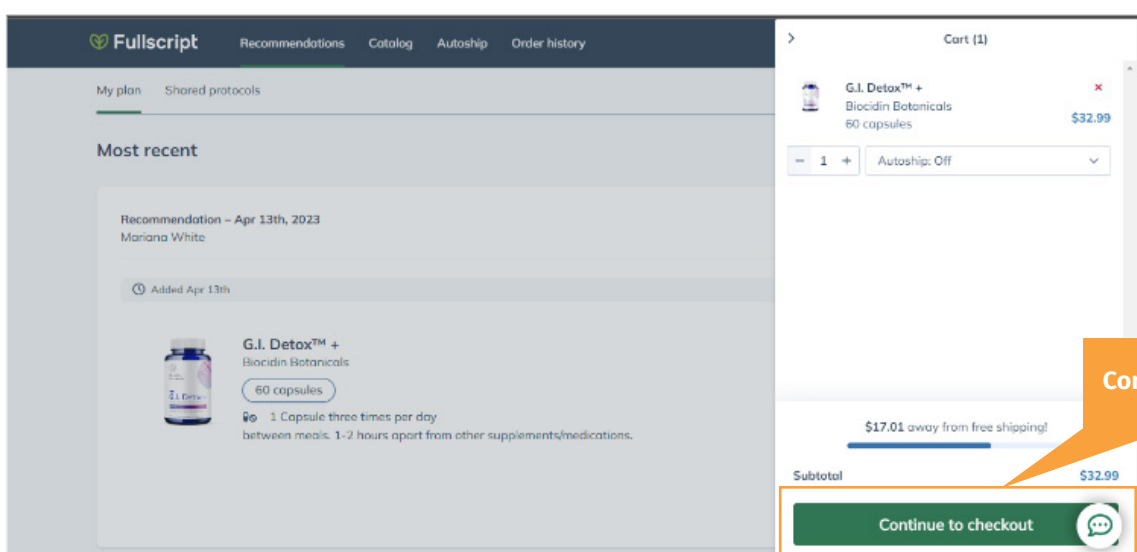 Fullscript Recommendations Catalog Autoship Order history
My plan Shared protocols
Most recent
Recommendation – Apr 13th, 2023
Mariana White
Added Apr 13th
G.I. Detox™ +
Biocidin Botanicals
60 capsules
1 Capsule three times per day
between meals. 1-2 hours apart from other supplements/medications.
G.I. Detox+
Cart (1)
G.I. Detox™ +
Biocidin Botanicals
60 capsules
$32.99
− 1 + Autoship: Off
Con
$17.01 away from free shipping!
Subtotal $32.99
Continue to checkout